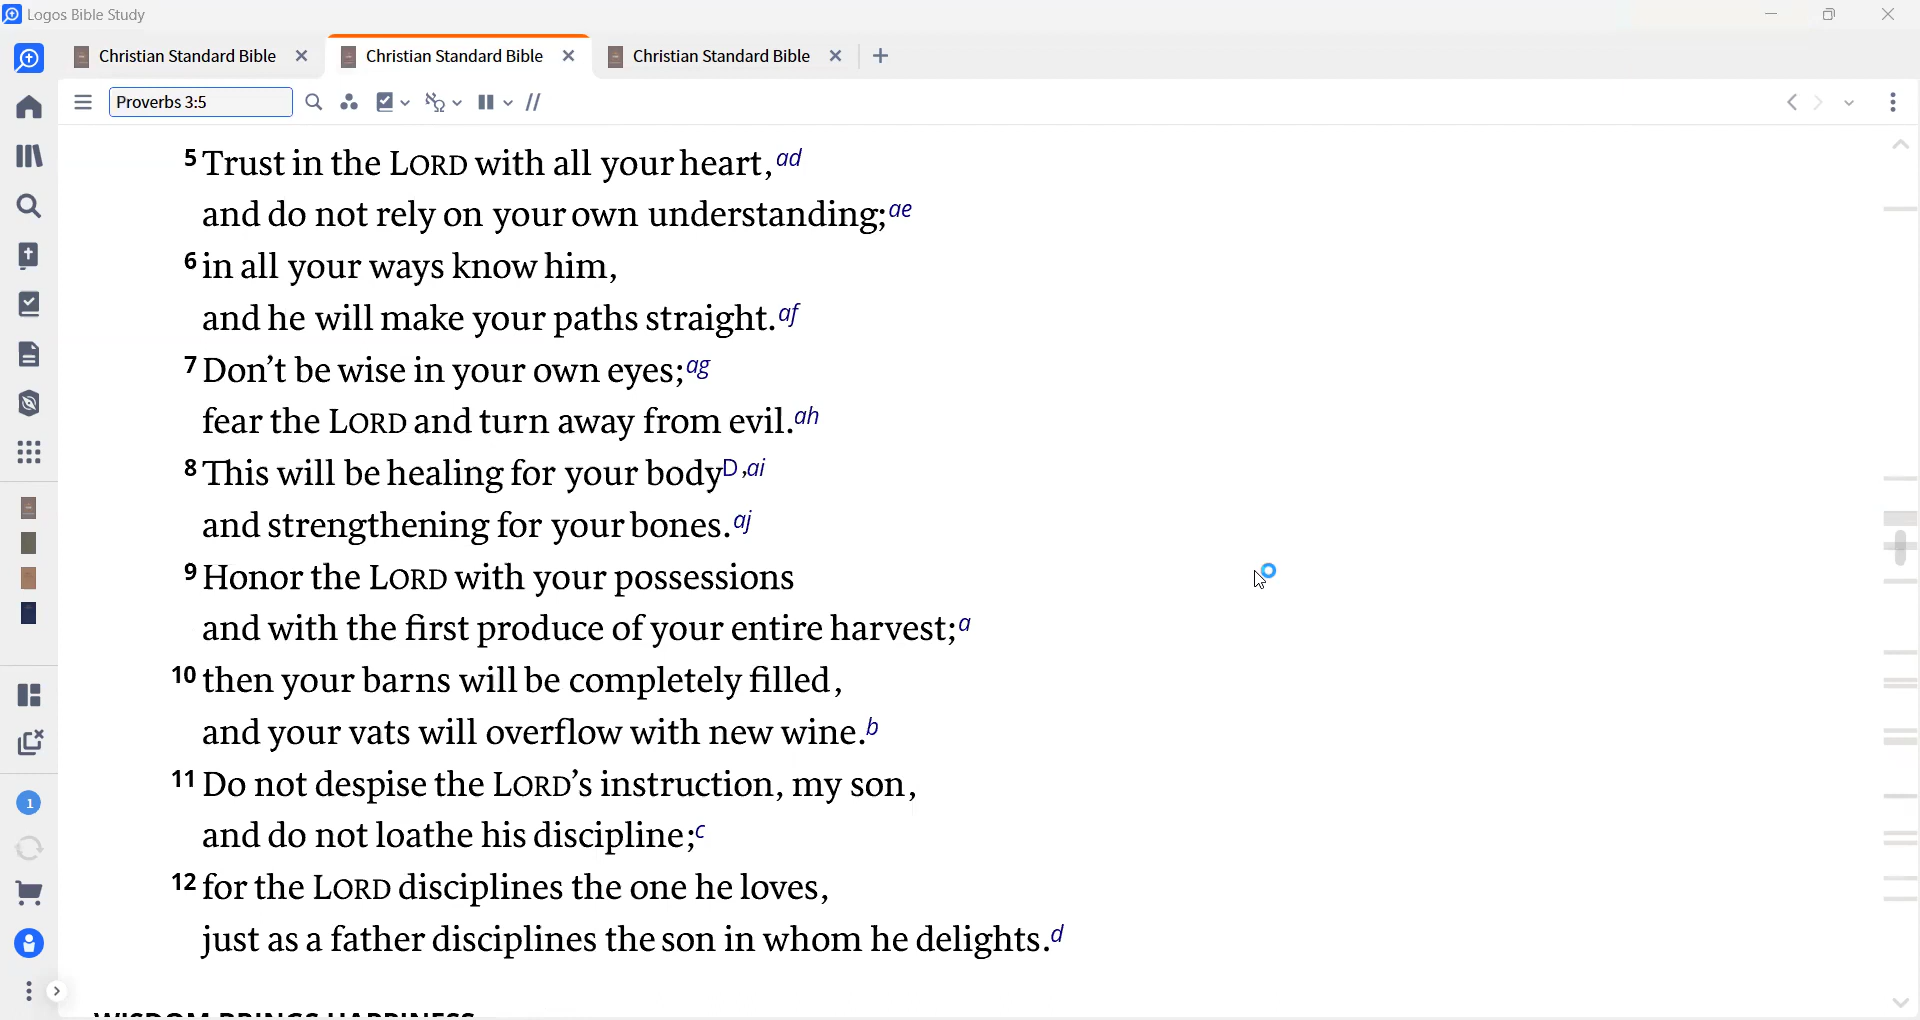 Logos Bible Study
Christian Standard Bible
Christian Standard Bible
Christian Standard Bible
Proverbs 3:5
5 Trust in the LORD with all your heart,ad
and do not rely on your own understanding;ae
6 in all your ways know him,
and he will make your paths straight.af
7 Don’t be wise in your own eyes;ag
fear the LORD and turn away from evil.ah
8 This will be healing for your bodyD,ai
and strengthening for your bones.aj
9 Honor the LORD with your possessions
and with the first produce of your entire harvest;a
10 then your barns will be completely filled,
and your vats will overflow with new wine.b
11 Do not despise the LORD’s instruction, my son,
and do not loathe his discipline;c
12 for the LORD disciplines the one he loves,
just as a father disciplines the son in whom he delights.d
WISDOM BRINGS HAPPINESS
1